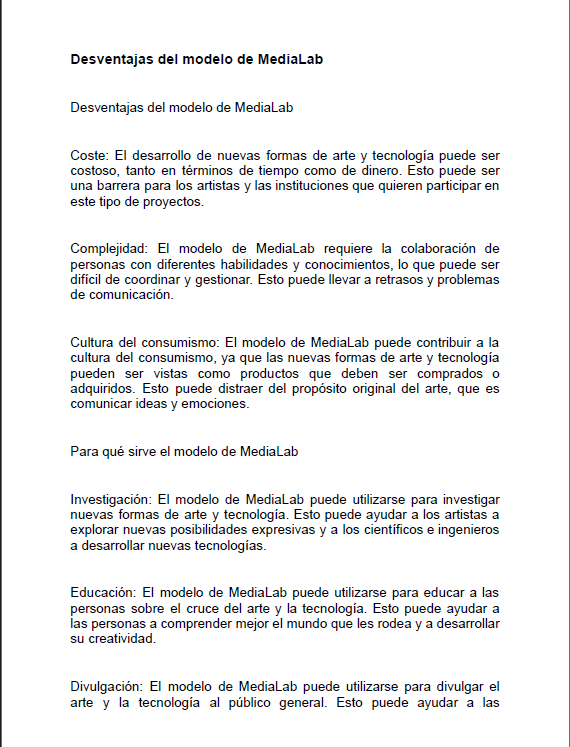 Desventajas del modelo de MediaLab
Desventajas del modelo de MediaLab
Coste: El desarrollo de nuevas formas de arte y tecnología puede ser
costoso, tanto en términos de tiempo como de dinero. Esto puede ser
una barrera para los artistas y las instituciones que quieren participar en
este tipo de proyectos.
Complejidad: El modelo de MediaLab requiere la colaboración de
personas con diferentes habilidades y conocimientos, lo que puede ser
difícil de coordinar y gestionar. Esto puede llevar a retrasos y problemas
de comunicación.
Cultura del consumismo: El modelo de MediaLab puede contribuir a la
cultura del consumismo, ya que las nuevas formas de arte y tecnología
pueden ser vistas como productos que deben ser comprados o
adquiridos. Esto puede distraer del propósito original del arte, que es
comunicar ideas y emociones.
Para qué sirve el modelo de MediaLab
Investigación: El modelo de MediaLab puede utilizarse para investigar
nuevas formas de arte y tecnología. Esto puede ayudar a los artistas a
explorar nuevas posibilidades expresivas y a los científicos e ingenieros
a desarrollar nuevas tecnologías.
Educación: El modelo de MediaLab puede utilizarse para educar a las
personas sobre el cruce del arte y la tecnología. Esto puede ayudar a
las personas a comprender mejor el mundo que les rodea y a desarrollar
su creatividad.
Divulgación: El modelo de MediaLab puede utilizarse para divulgar el
arte y la tecnología al público general. Esto puede ayudar a las